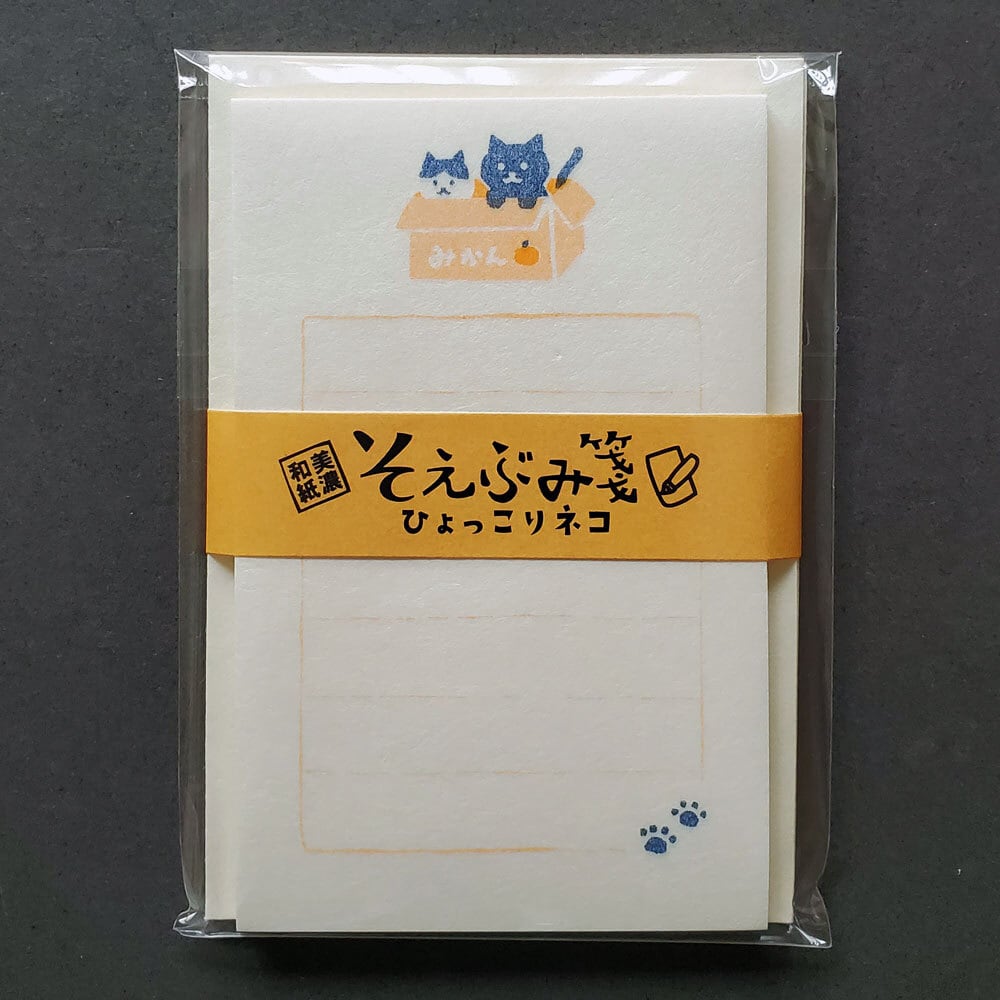 みかん
美濃
和紙
そえぶみ箋
ひょっこりネコ